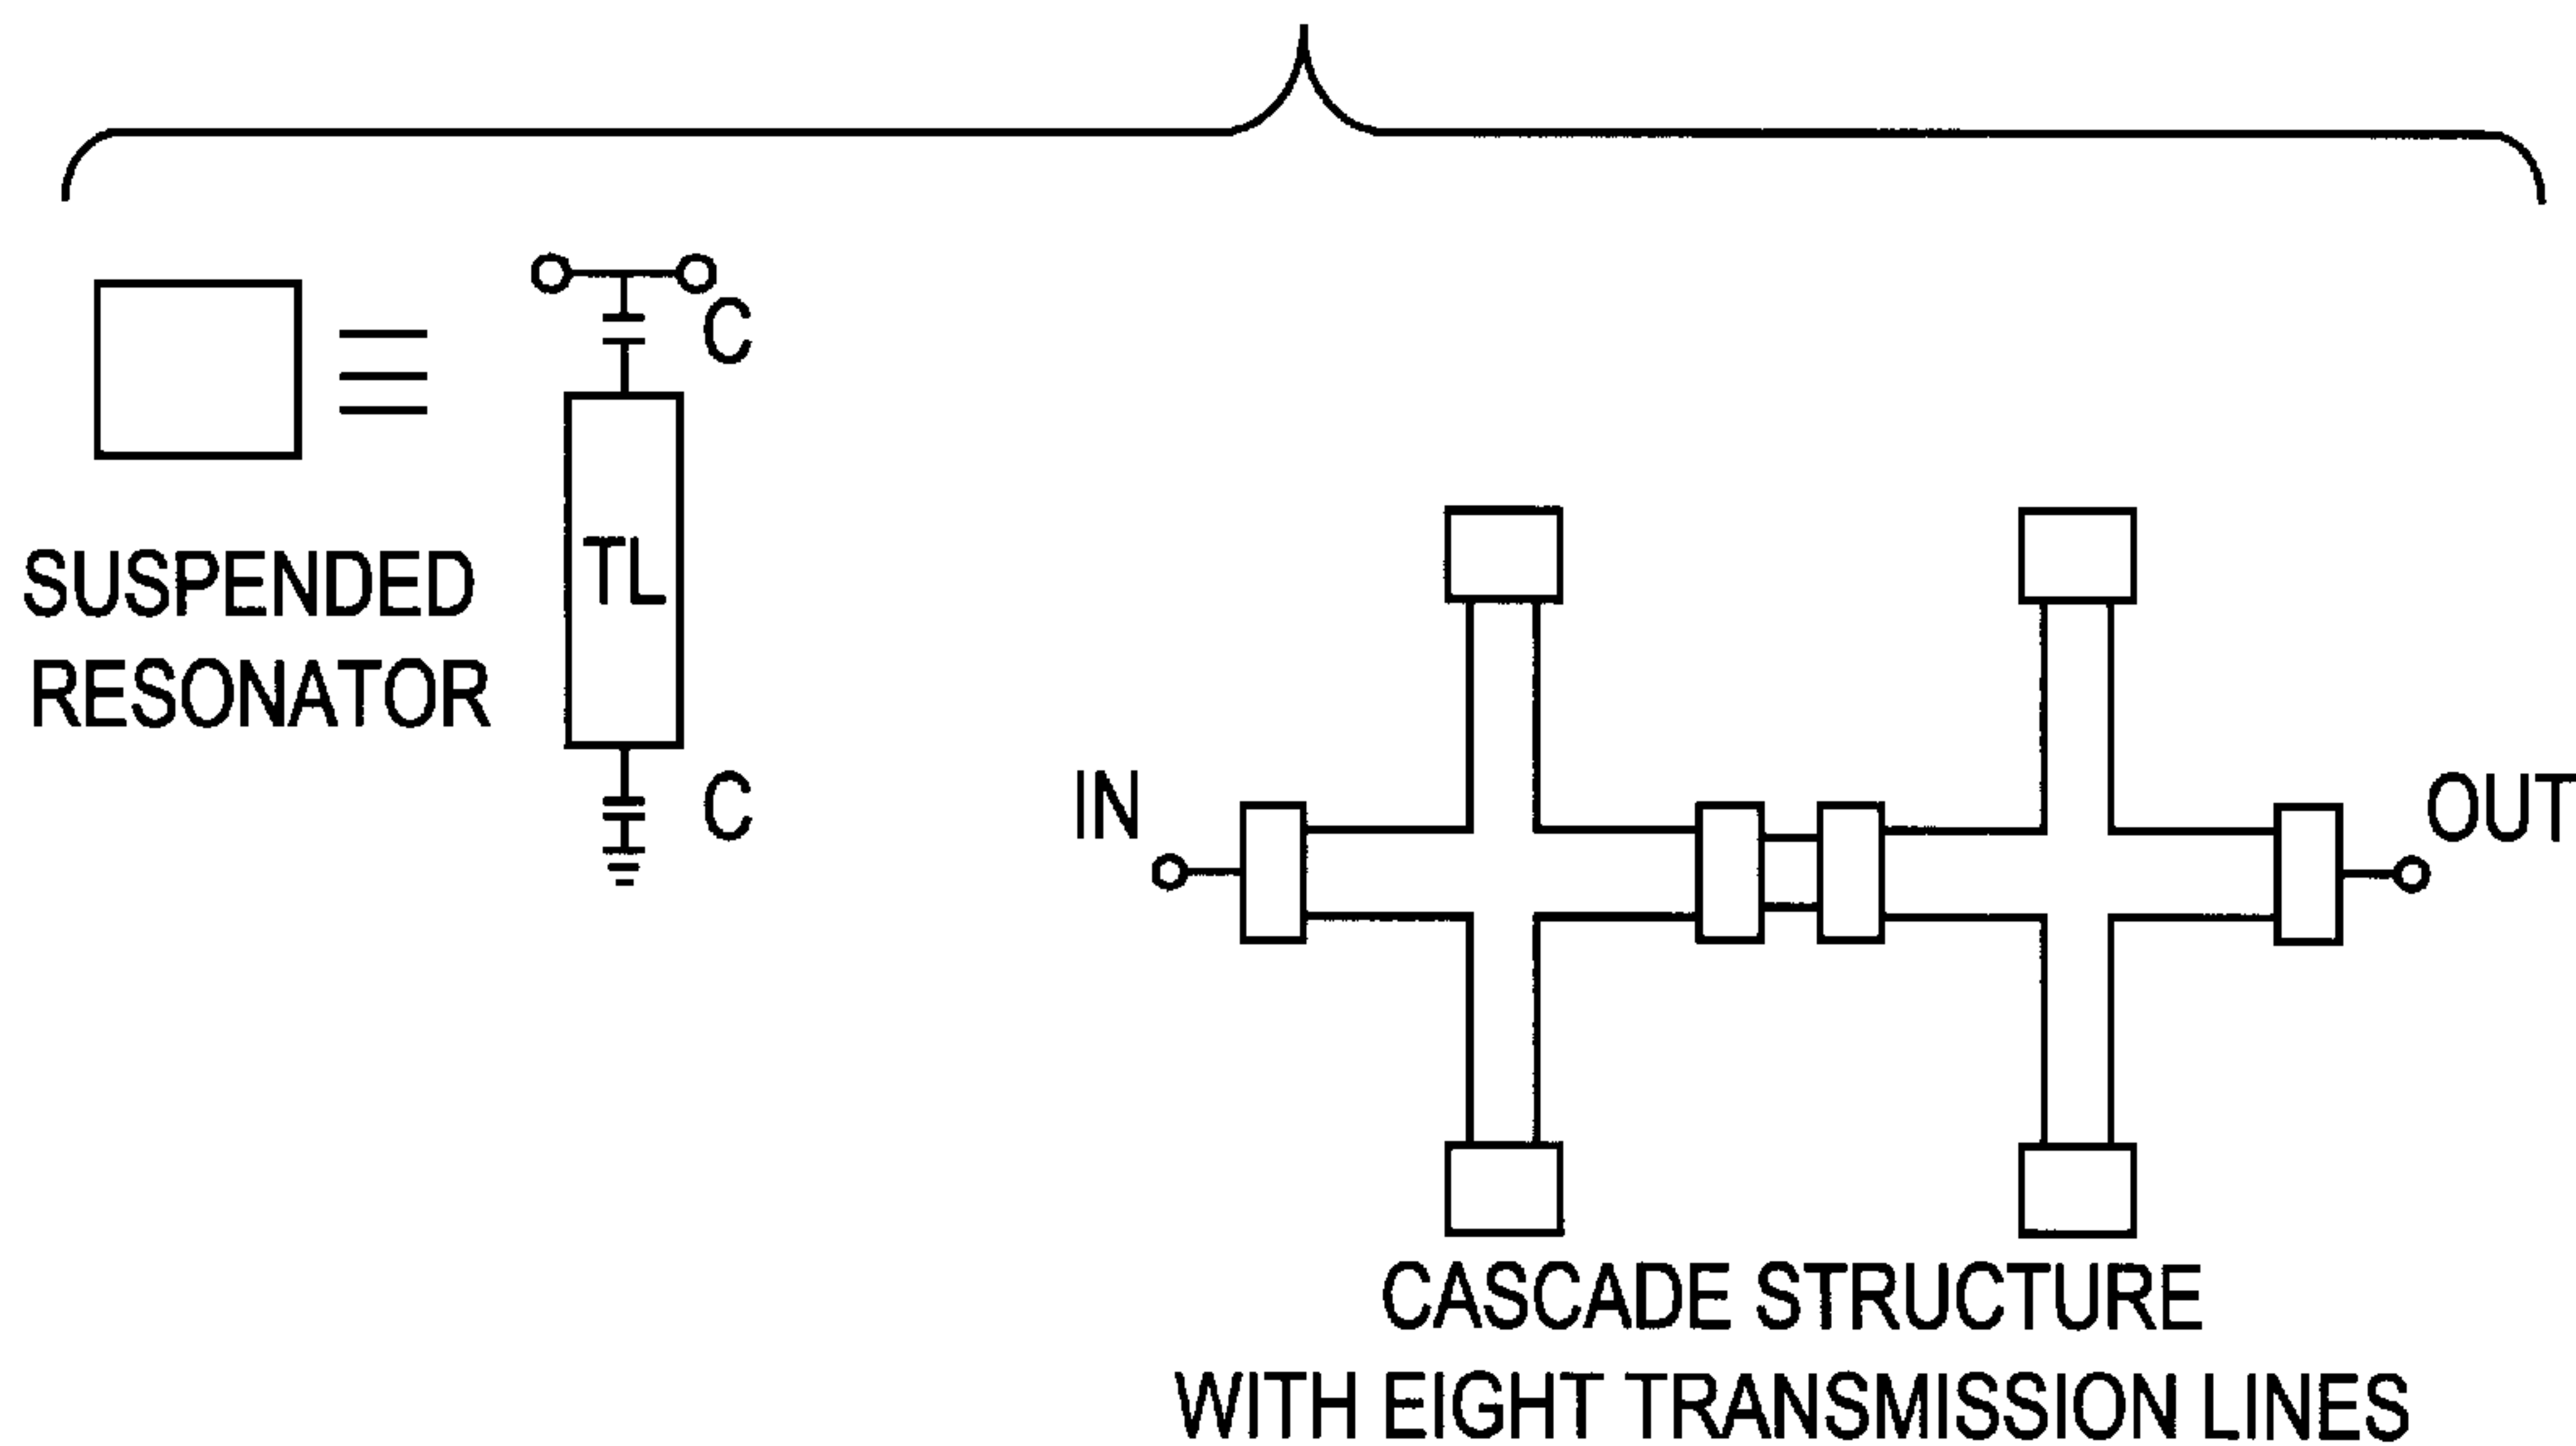 C
TL
SUSPENDED
RESONATOR
C
IN
OUT
CASCADE STRUCTURE
WITH EIGHT TRANSMISSION LINES